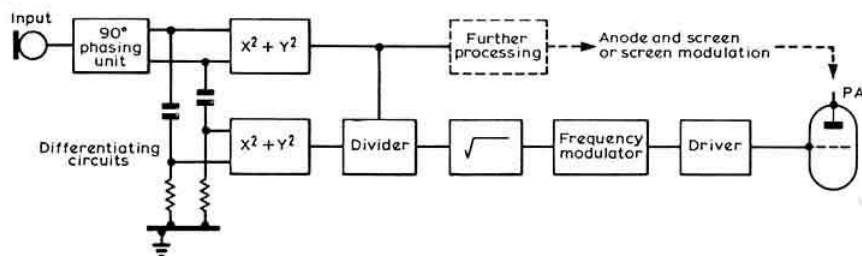 Input
90°
phasing
unit
X² + Y²
Further
processing
Anode and screen
or screen modulation
PA
Differentiating
circuits
X² + Y²
Divider
√
Frequency
modulator
Driver